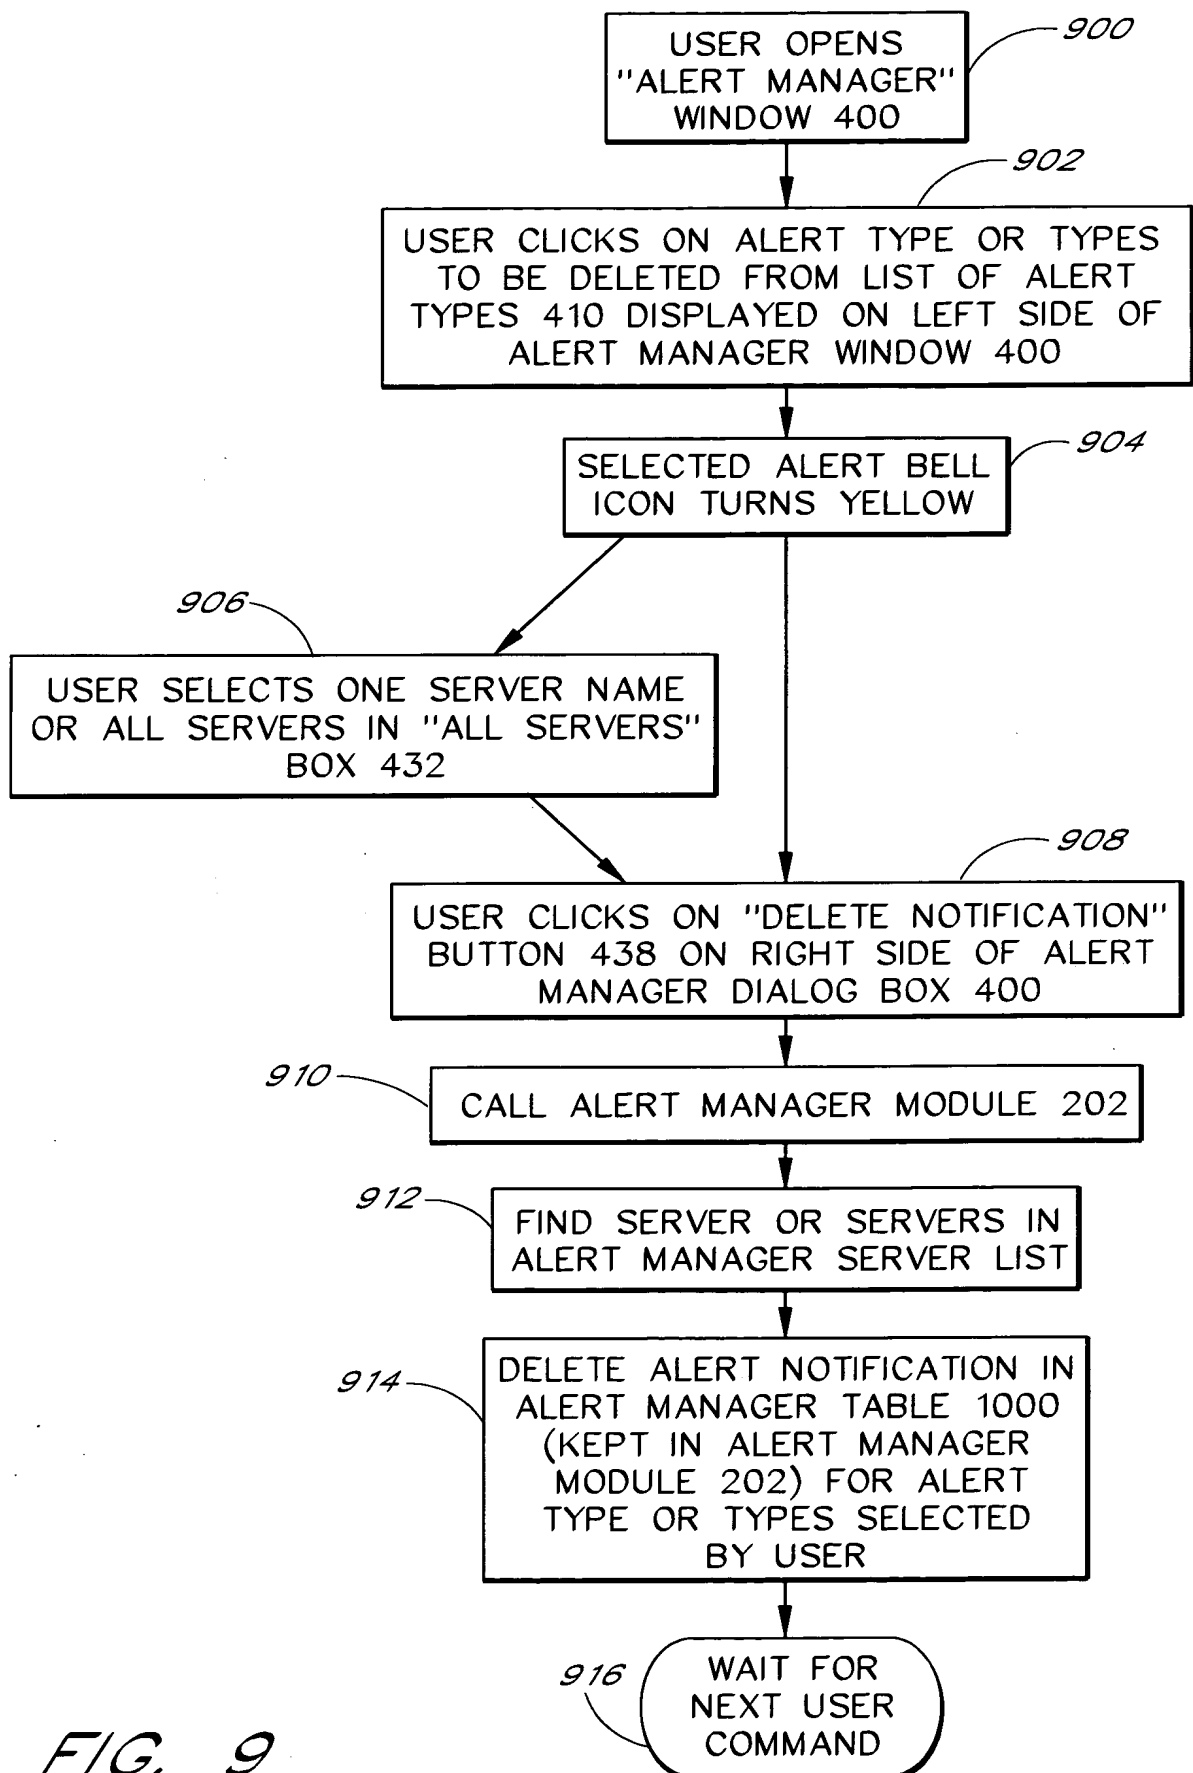 900
USER OPENS
"ALERT MANAGER"
WINDOW 400
902
USER CLICKS ON ALERT TYPE OR TYPES
TO BE DELETED FROM LIST OF ALERT
TYPES 410 DISPLAYED ON LEFT SIDE OF
ALERT MANAGER WINDOW 400
904
SELECTED ALERT BELL
ICON TURNS YELLOW
906
USER SELECTS ONE SERVER NAME
OR ALL SERVERS IN "ALL SERVERS"
BOX 432
908
USER CLICKS ON "DELETE NOTIFICATION"
BUTTON 438 ON RIGHT SIDE OF ALERT
MANAGER DIALOG BOX 400
910
CALL ALERT MANAGER MODULE 202
912
FIND SERVER OR SERVERS IN
ALERT MANAGER SERVER LIST
914
DELETE ALERT NOTIFICATION IN
ALERT MANAGER TABLE 1000
(KEPT IN ALERT MANAGER
MODULE 202) FOR ALERT
TYPE OR TYPES SELECTED
BY USER
916
WAIT FOR
NEXT USER
COMMAND
FIG. 9